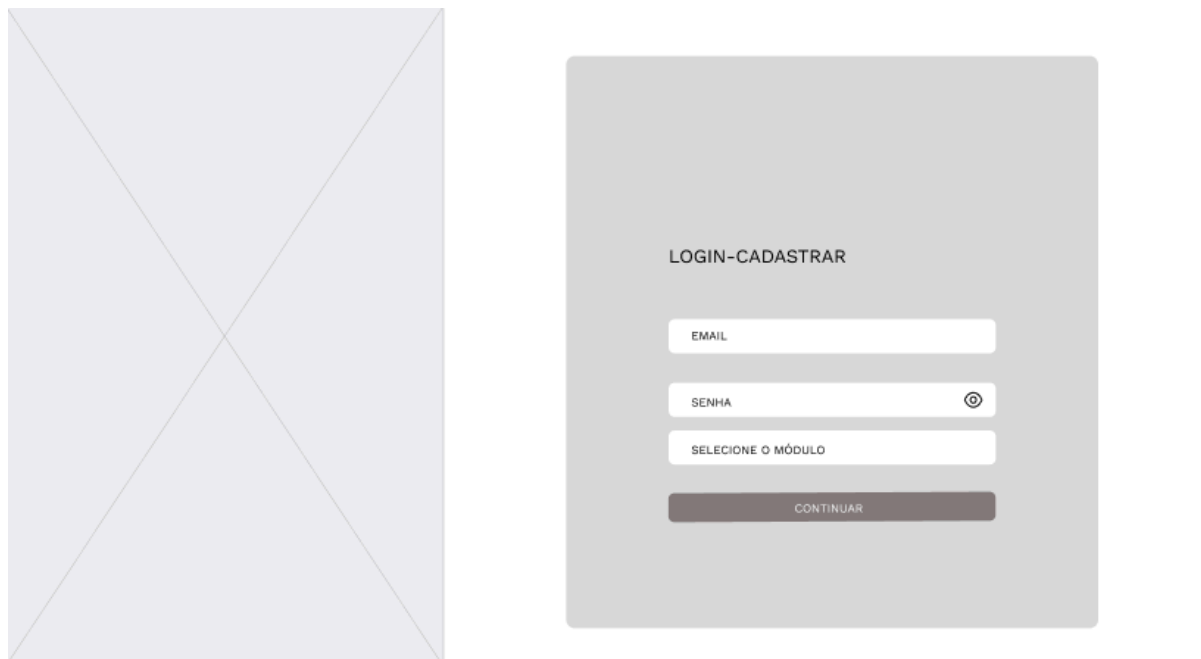 LOGIN-CADASTRAR
EMAIL
SENHA
SELECIONE O MÓDULO
CONTINUAR